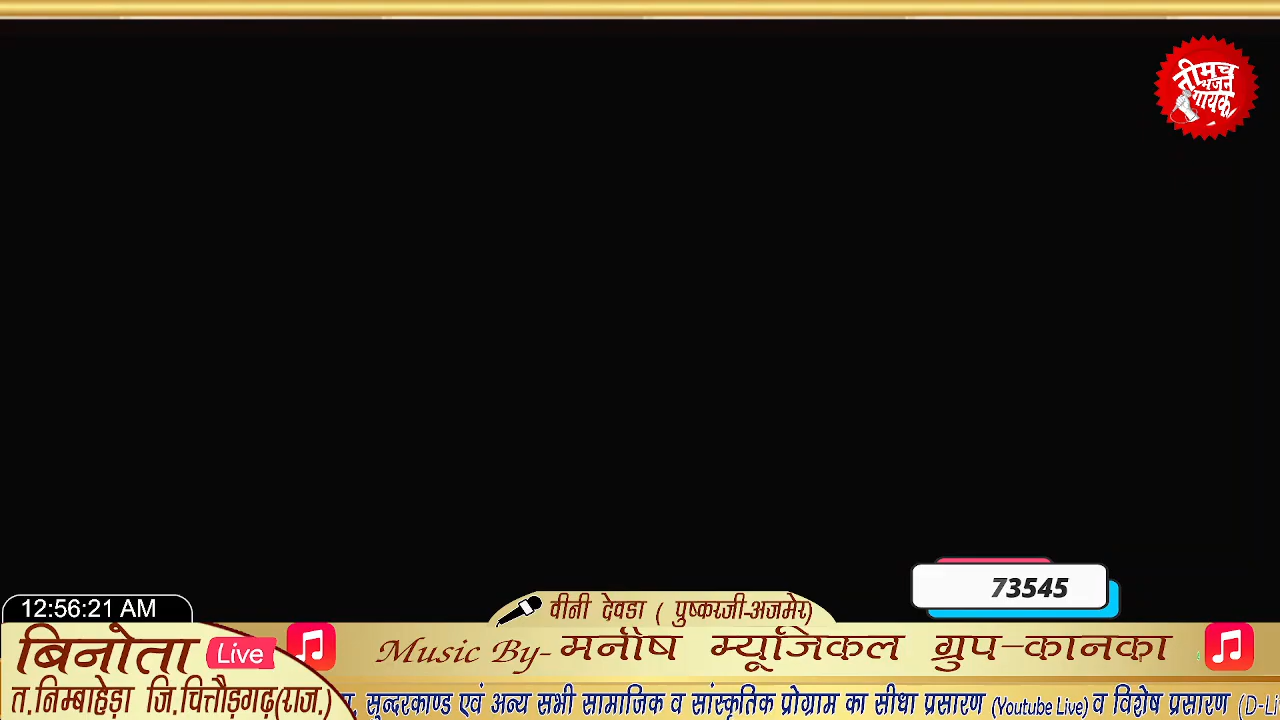 नीमच
भजन
गायक
73545
12:56:21 AM
वीनी देवडा ( पुष्करजी-अजमेर)
बिनोता Live
Music By- मनीष म्यूजिकल ग्रुप-कानका
त.निम्बाहेड़ा जि.चित्तौड़गढ़(राज.)
सुन्दरकाण्ड एवं अन्य सभी सामाजिक व सांस्कृतिक प्रोग्राम का सीधा प्रसारण (Youtube Live) व विशेष प्रसारण (D-Li